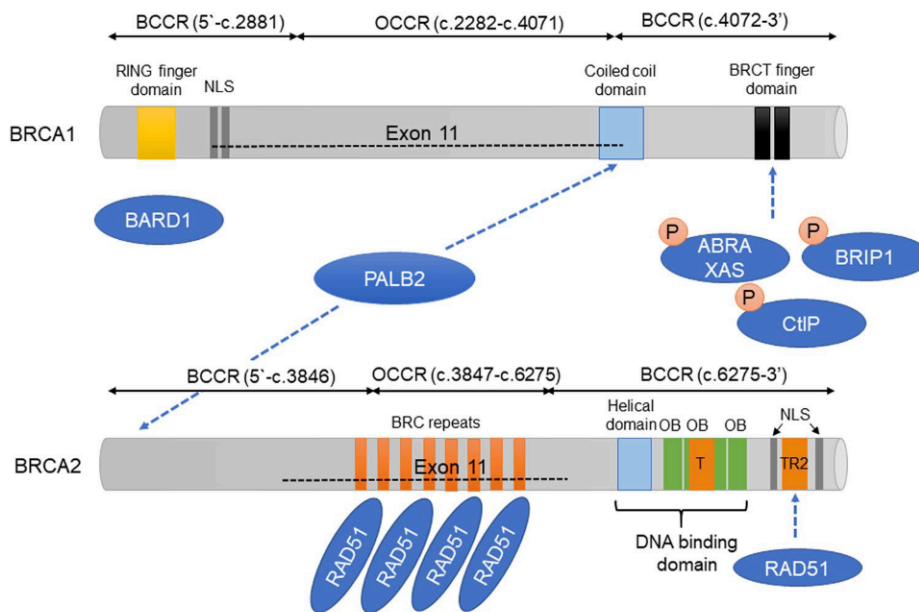 BCCR (5`-c.2881)
OCCR (c.2282-c.4071)
BCCR (c.4072-3’)
RING finger
domain
NLS
Coiled coil
domain
BRCT finger
domain
BRCA1
Exon 11
BARD1
PALB2
P
ABRA
XAS
P
BRIP1
P
CtIP
BCCR (5`-c.3846)
OCCR (c.3847-c.6275)
BCCR (c.6275-3’)
BRC repeats
Helical
domain
OB
OB
OB
NLS
BRCA2
Exon 11
T
TR2
RAD51
RAD51
RAD51
RAD51
DNA binding
domain
RAD51